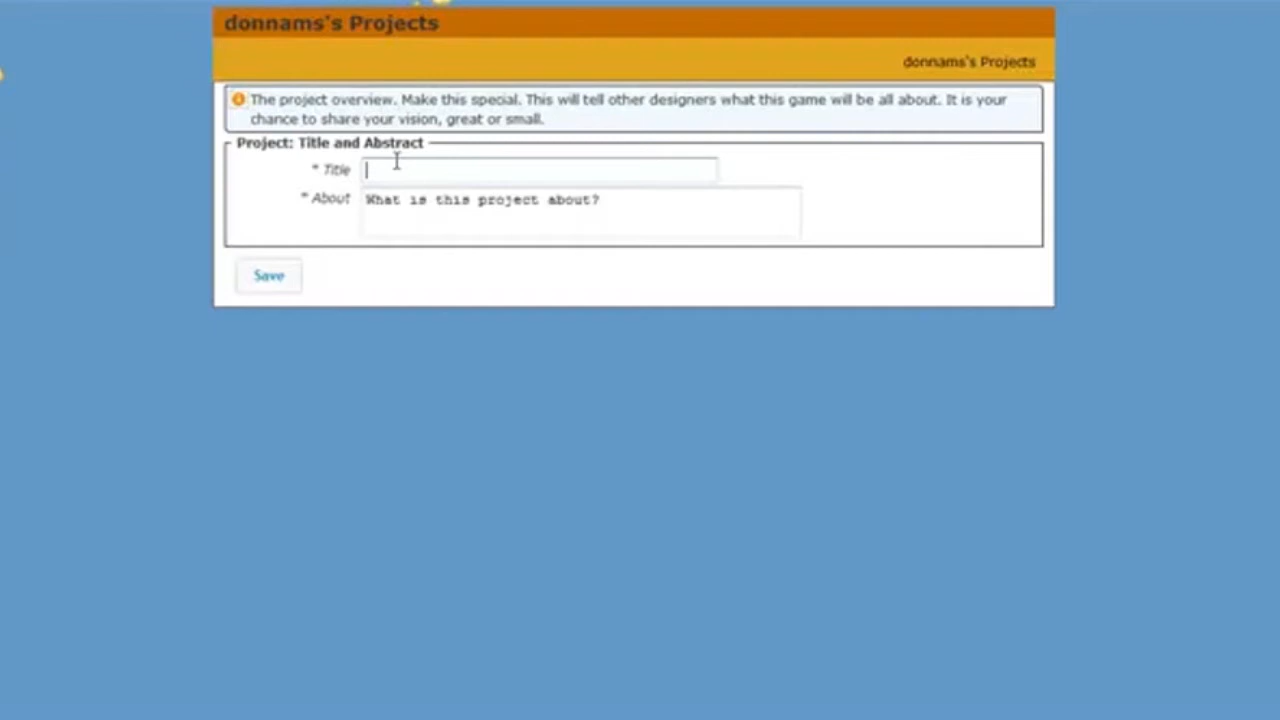 donnams's Projects
donnams's Projects
The project overview. Make this special. This will tell other designers what this game will be all about. It is your
chance to share your vision, great or small.
Project: Title and Abstract
* Title
* About What is this project about?
Save